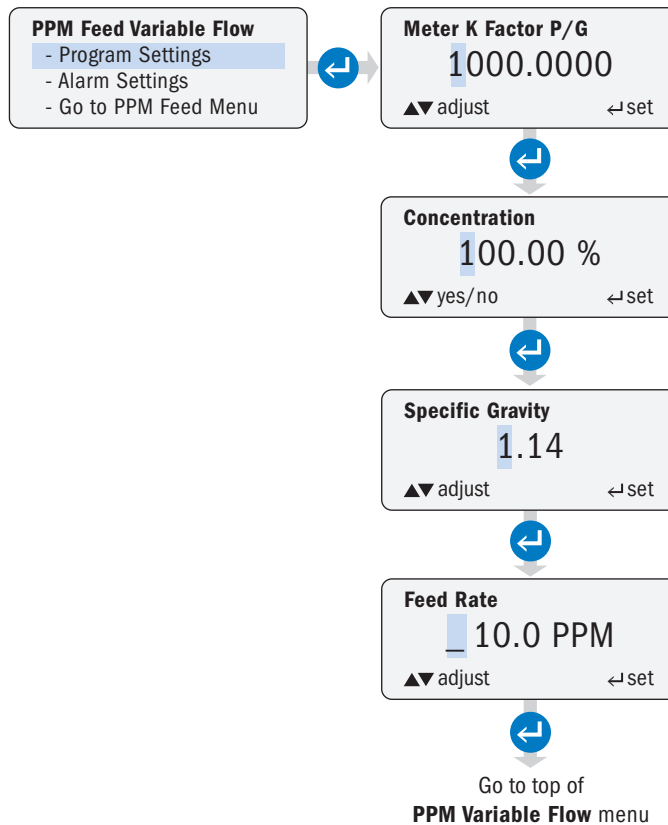 PPM Feed Variable Flow
- Program Settings
- Alarm Settings
- Go to PPM Feed Menu
Meter K Factor P/G
1000.0000
▲▼ adjust ↵ set
Concentration
100.00 %
▲▼ yes/no ↵ set
Specific Gravity
1.14
▲▼ adjust ↵ set
Feed Rate
_ 10.0 PPM
▲▼ adjust ↵ set
Go to top of
PPM Variable Flow menu